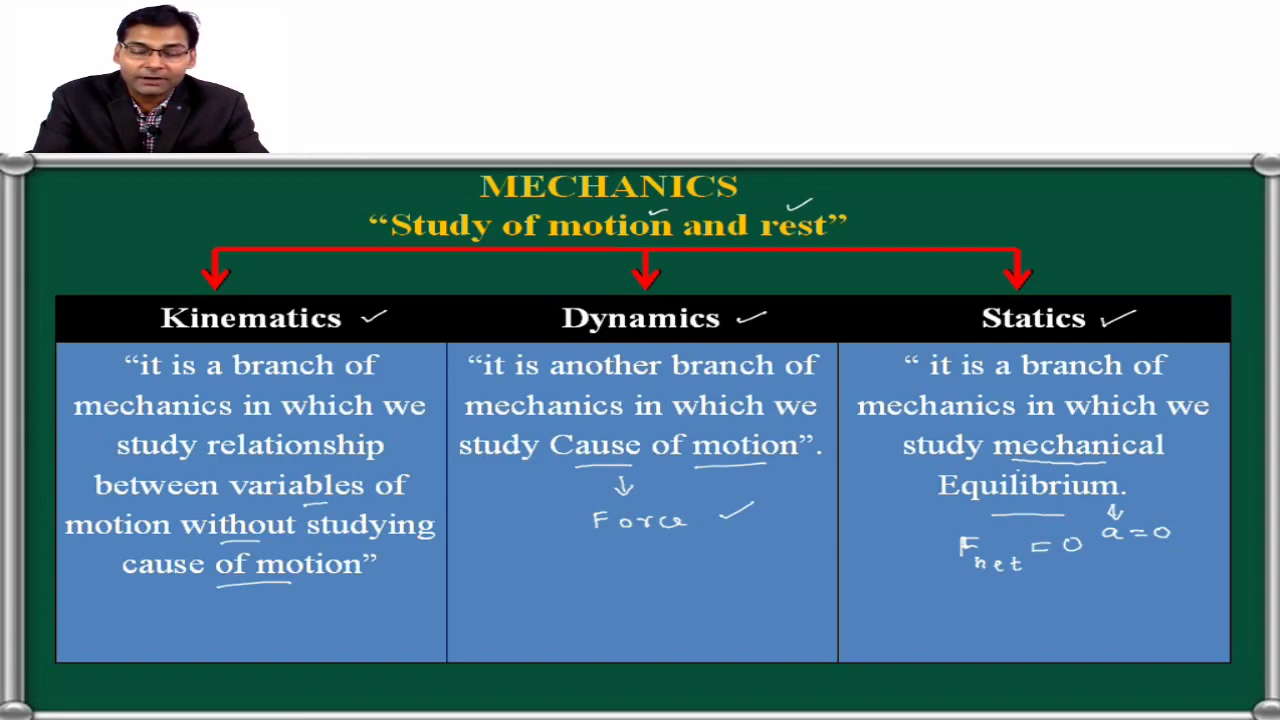 MECHANICS
“Study of motion and rest”
Kinematics
“it is a branch of
mechanics in which we
study relationship
between variables of
motion without studying
cause of motion”
Dynamics
“it is another branch of
mechanics in which we
study Cause of motion”.
Force
Statics
“ it is a branch of
mechanics in which we
study mechanical
Equilibrium.
a=0
Fnet = 0